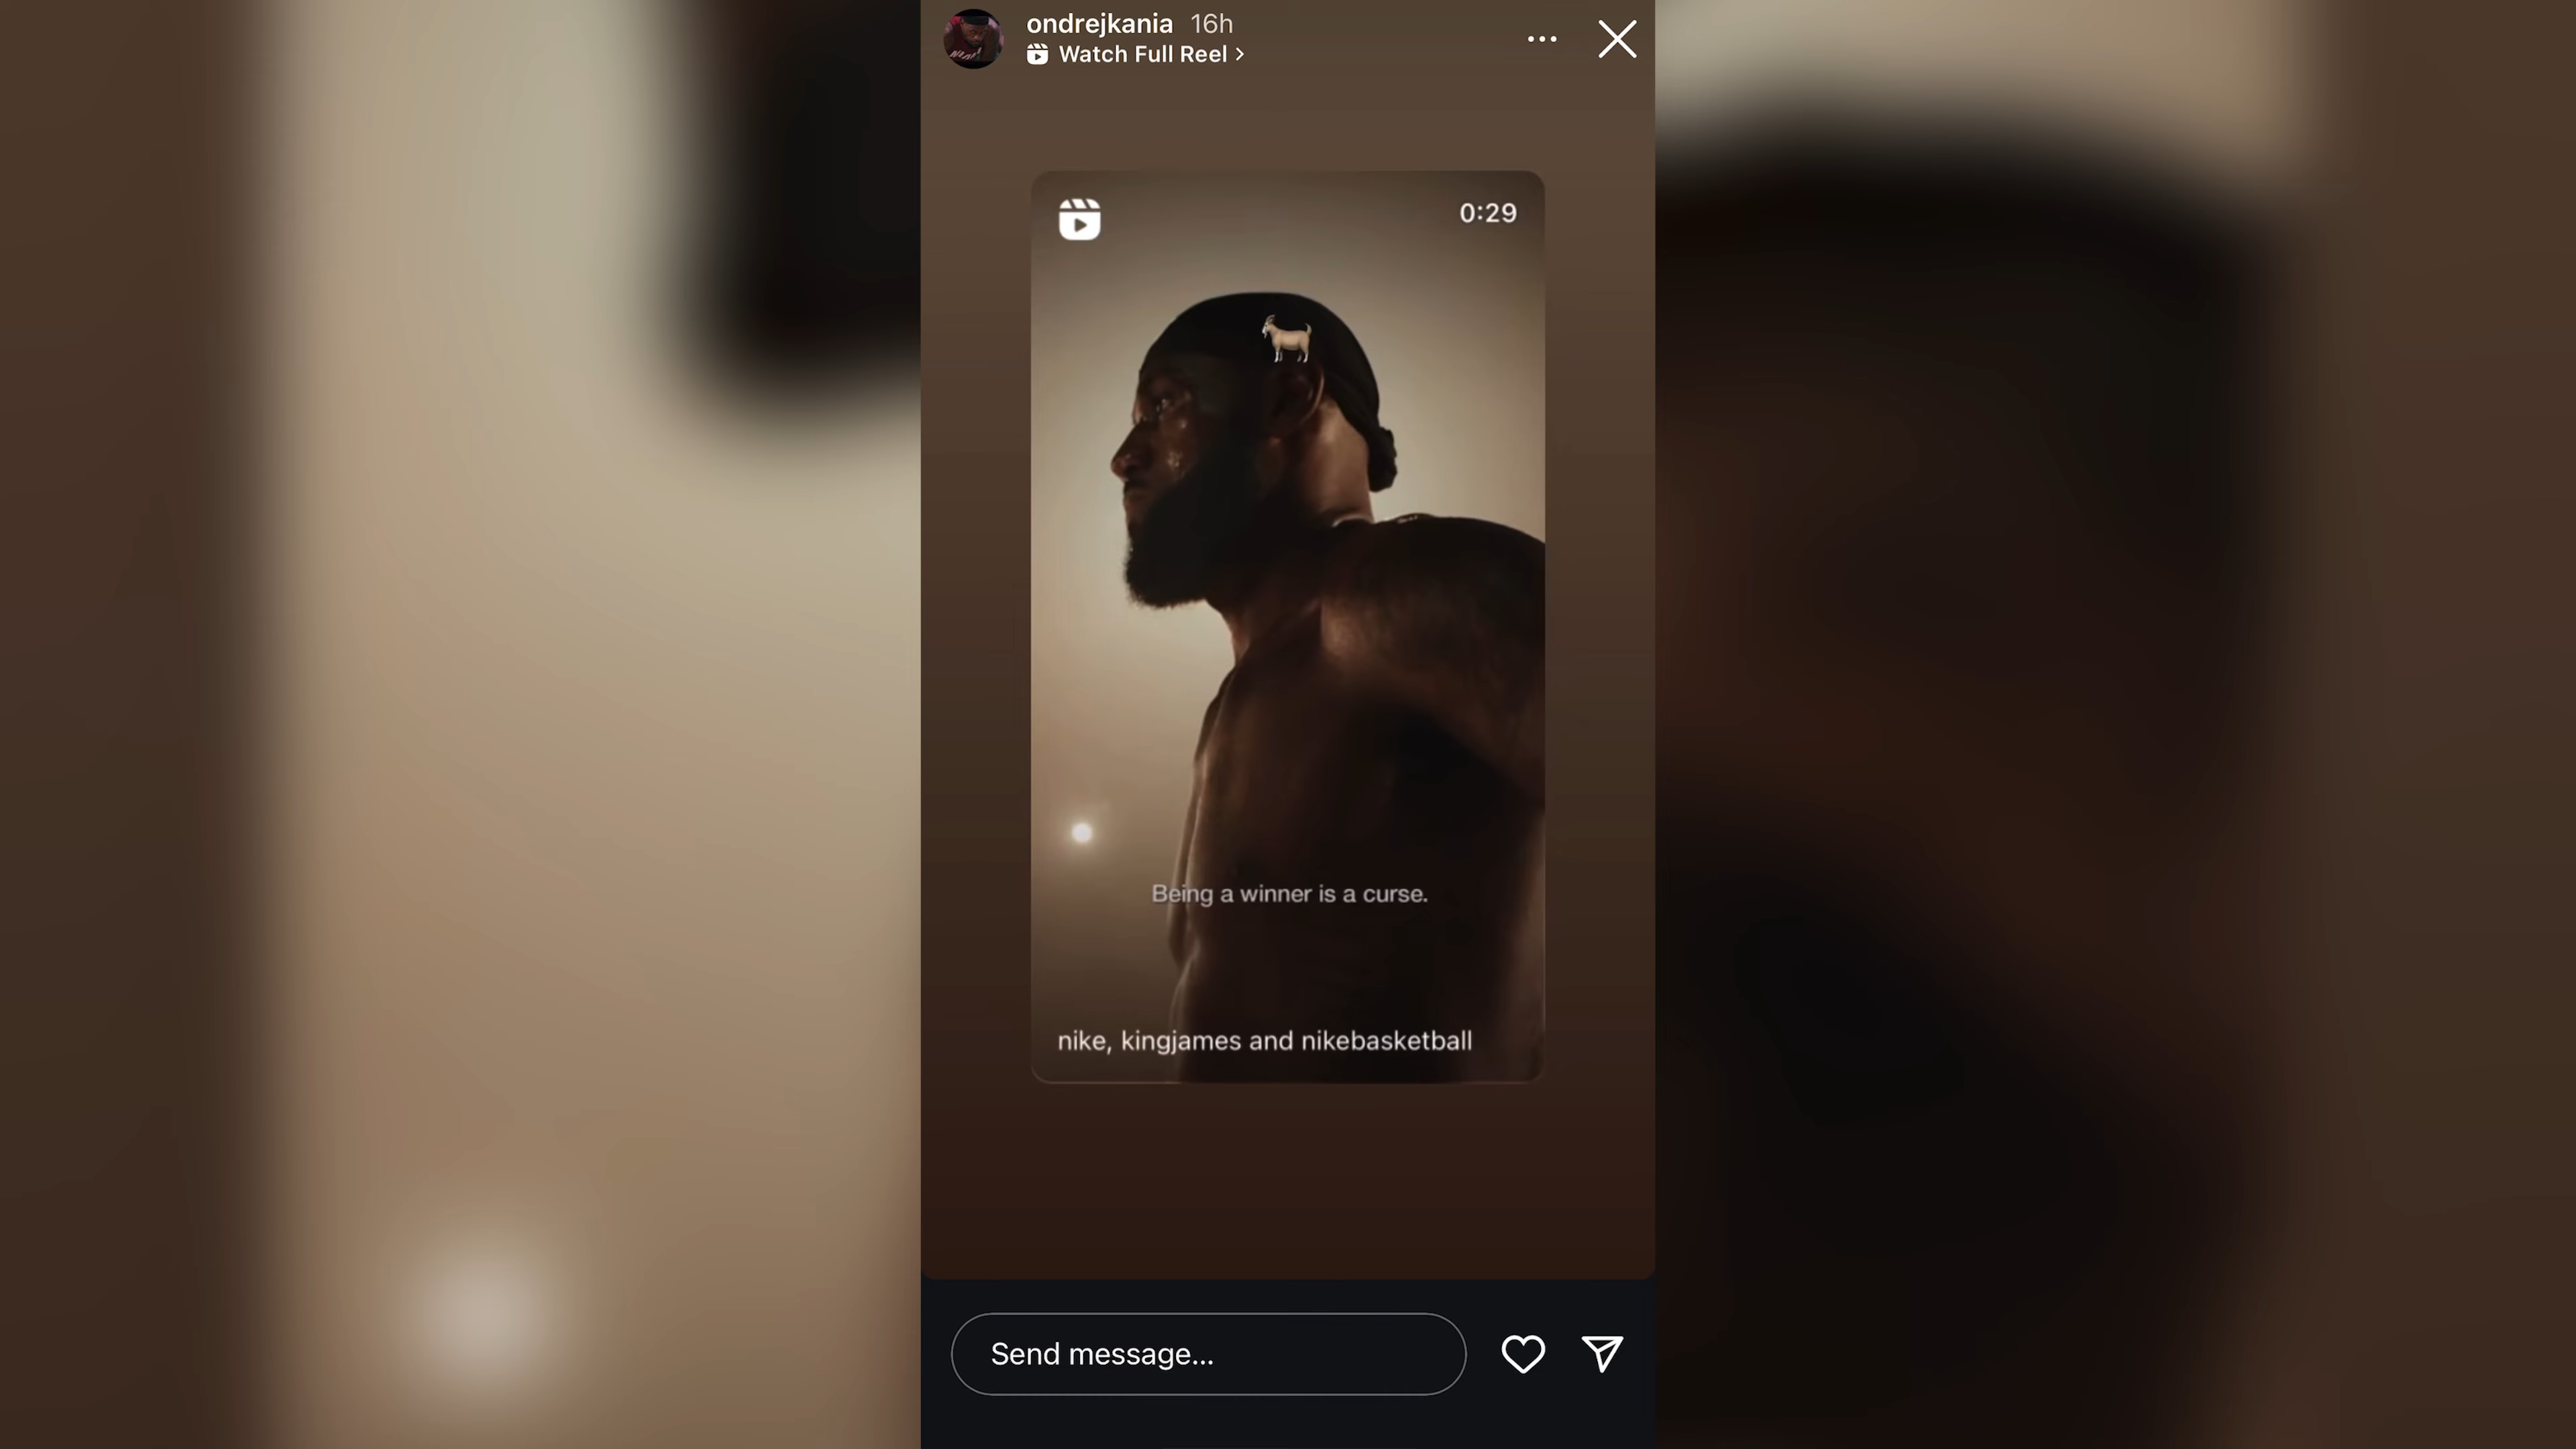 ondrejkania 16h
Watch Full Reel
0:29
Being a winner is a curse.
nike, kingjames and nikebasketball
Send message...